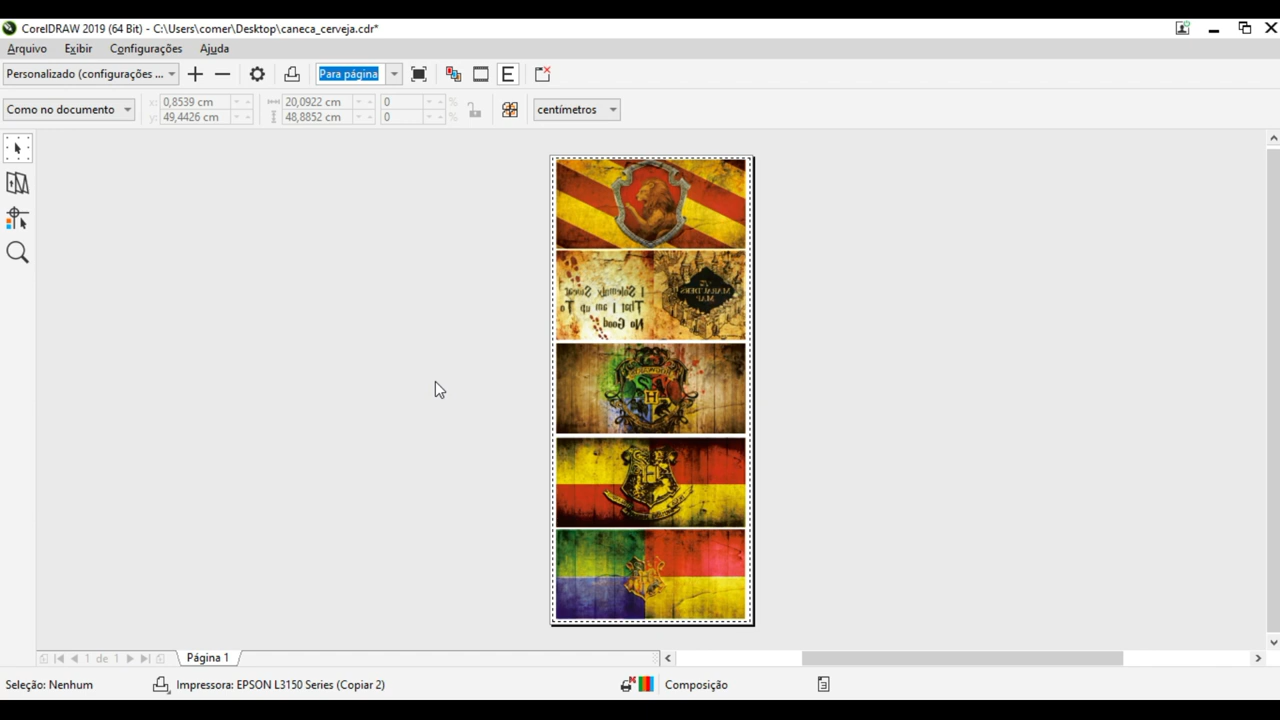 CorelDRAW 2019 (64 Bit) - C:\Users\comer\Desktop\caneca_cerveja.cdr*
Arquivo Exibir Configurações Ajuda
Personalizado (configurações ... Para página E
Como no documento x: 0,8539 cm 20,0922 cm 0 % centímetros
y: 49,4426 cm 48,8852 cm 0 %
I Solemnly Swear
That I am up To
No Good
MARAUDERS
MAP
H
H
1 de 1 Página 1
Seleção: Nenhum Impressora: EPSON L3150 Series (Copiar 2) Composição